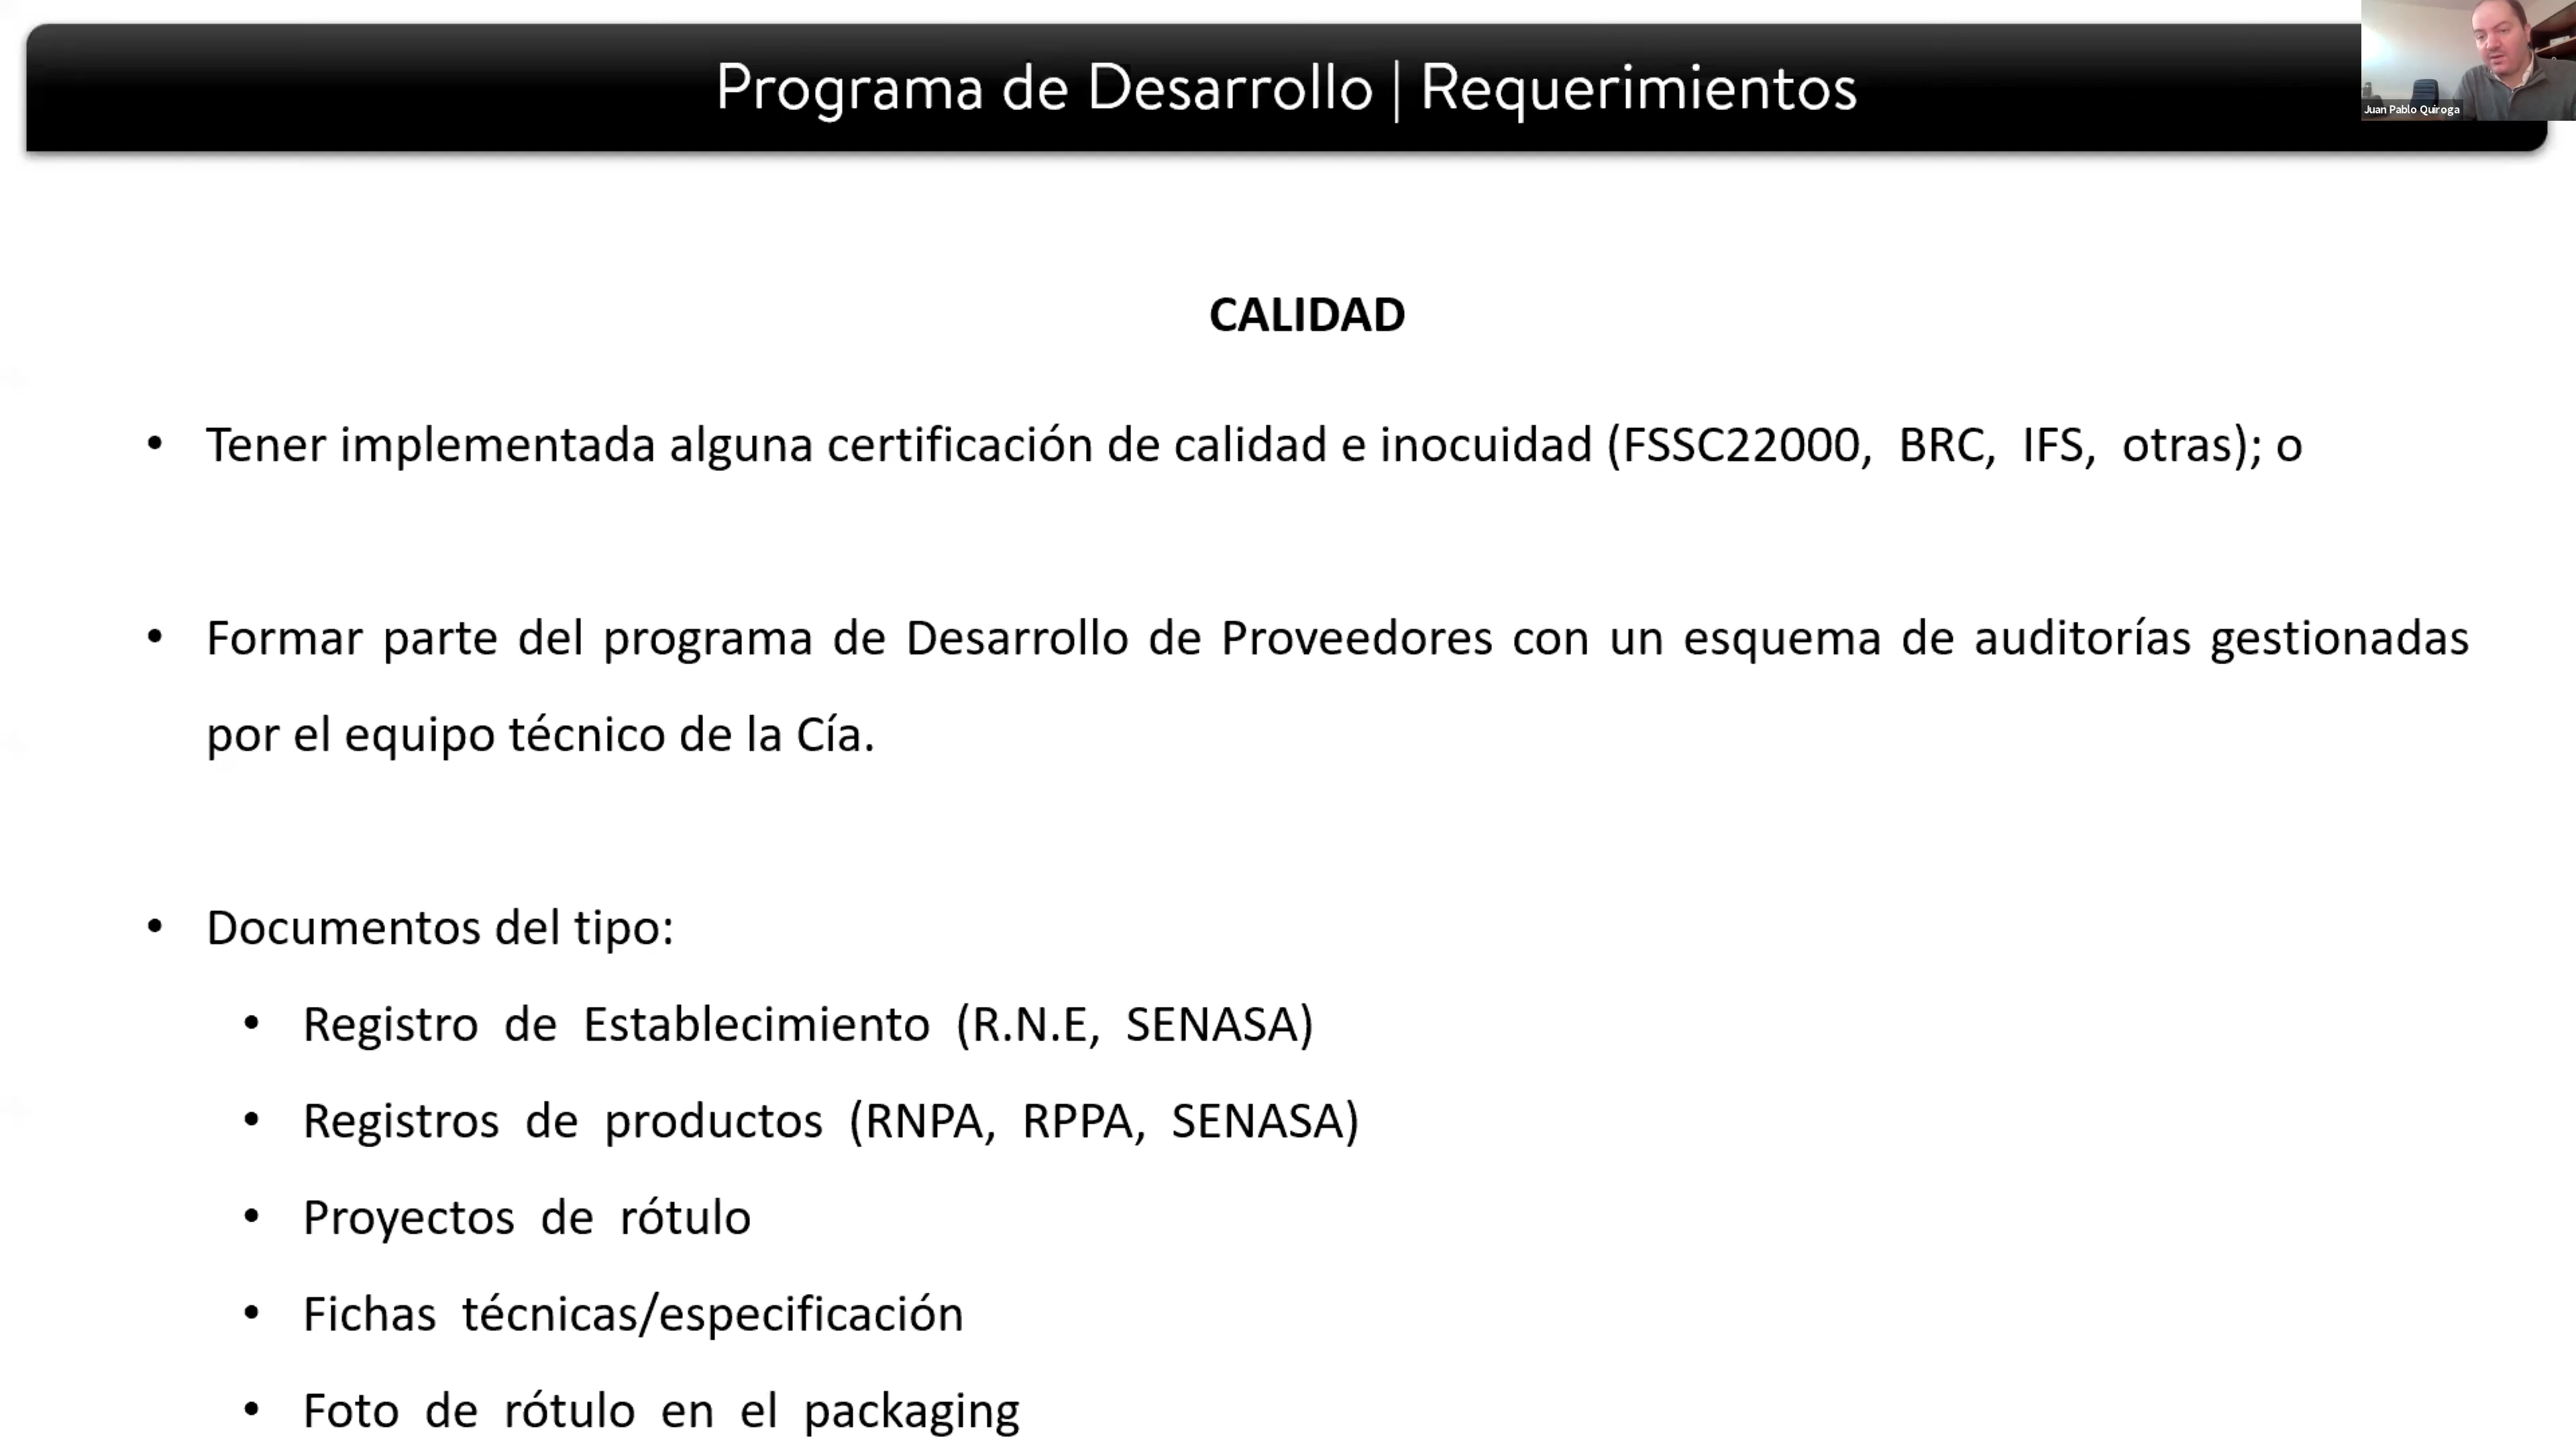 Programa de Desarrollo | Requerimientos
Juan Pablo Quiroga
CALIDAD
• Tener implementada alguna certificación de calidad e inocuidad (FSSC22000, BRC, IFS, otras); o
• Formar parte del programa de Desarrollo de Proveedores con un esquema de auditorías gestionadas
por el equipo técnico de la Cía.
• Documentos del tipo:
• Registro de Establecimiento (R.N.E, SENASA)
• Registros de productos (RNPA, RPPA, SENASA)
• Proyectos de rótulo
• Fichas técnicas/especificación
• Foto de rótulo en el packaging